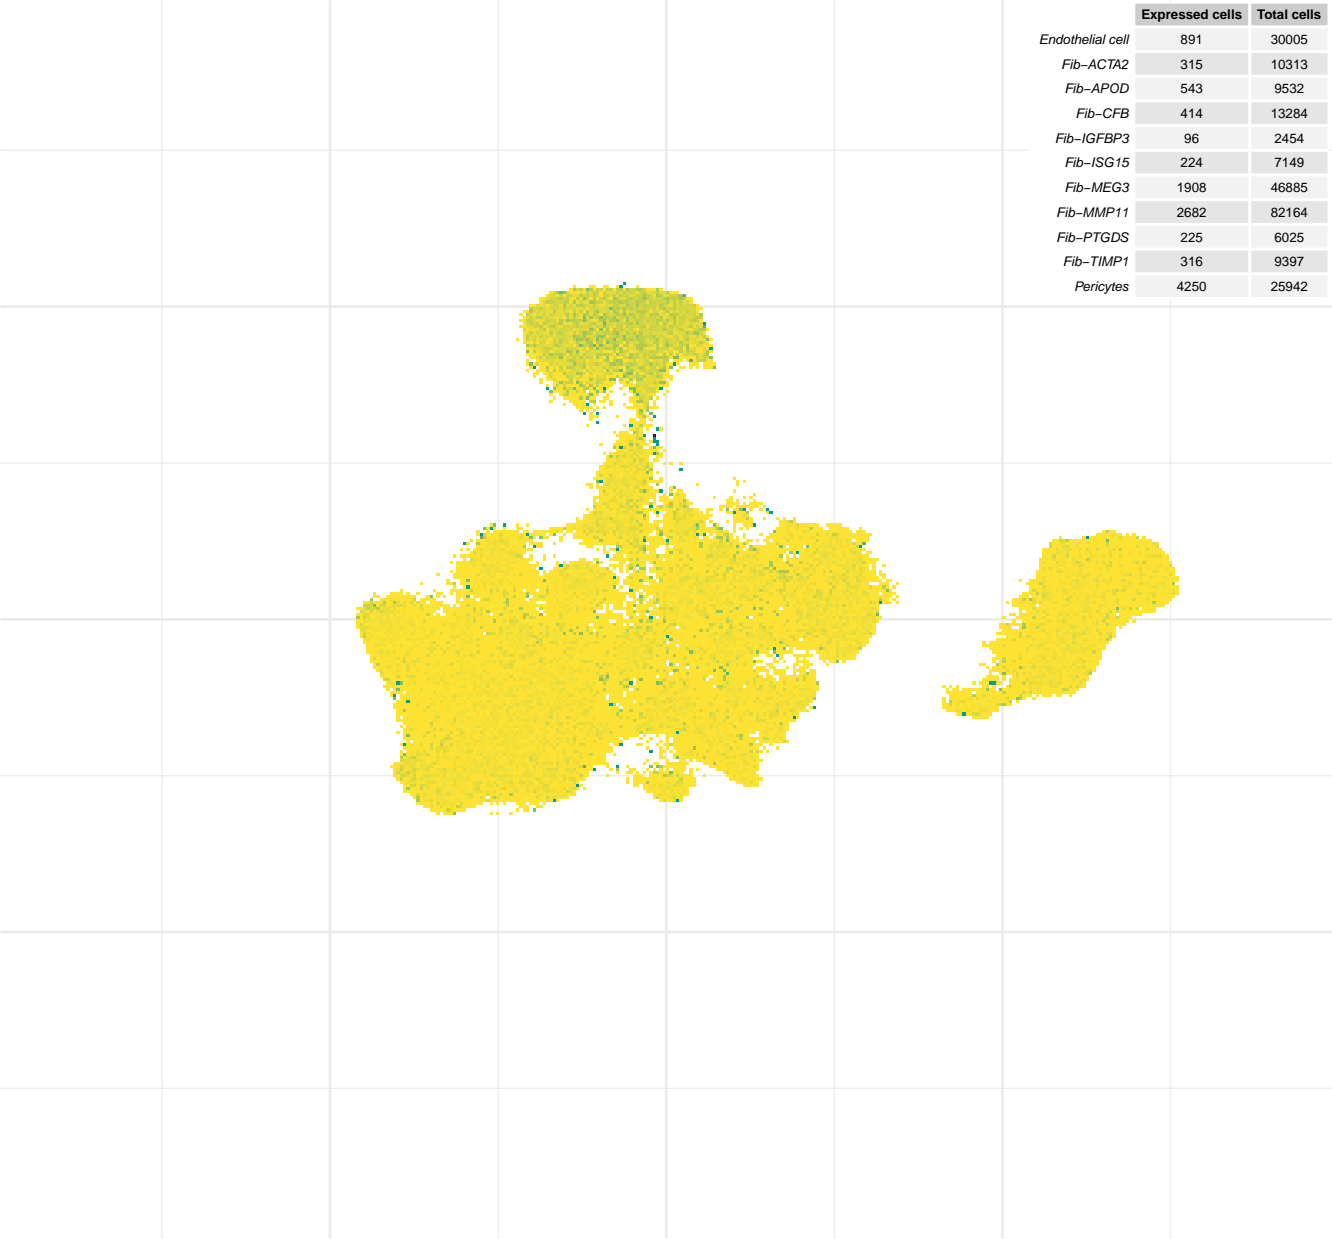 Expressed cells Total cells
Endothelial cell 891 30005
Fib−ACTA2 315 10313
Fib−APOD 543 9532
Fib−CFB 414 13284
Fib−IGFBP3 96 2454
Fib−ISG15 224 7149
Fib−MEG3 1908 46885
Fib−MMP11 2682 82164
Fib−PTGDS 225 6025
Fib−TIMP1 316 9397
Pericytes 4250 25942